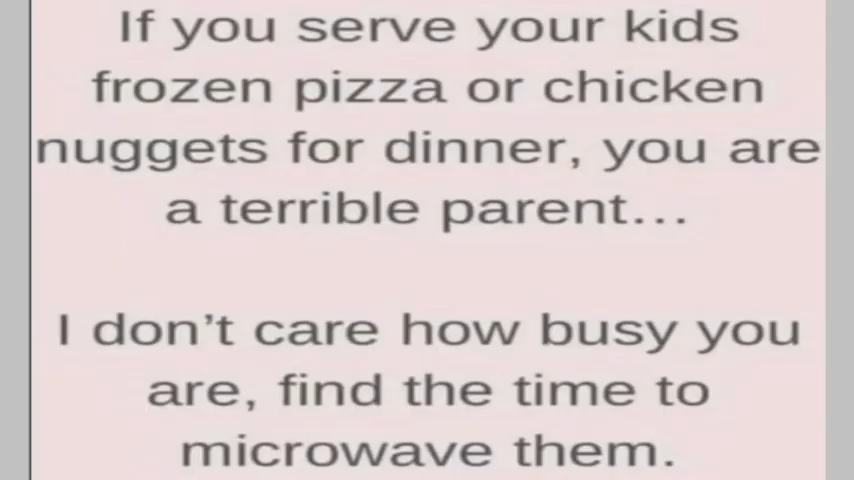 If you serve your kids
frozen pizza or chicken
nuggets for dinner, you are
a terrible parent…
I don’t care how busy you
are, find the time to
microwave them.